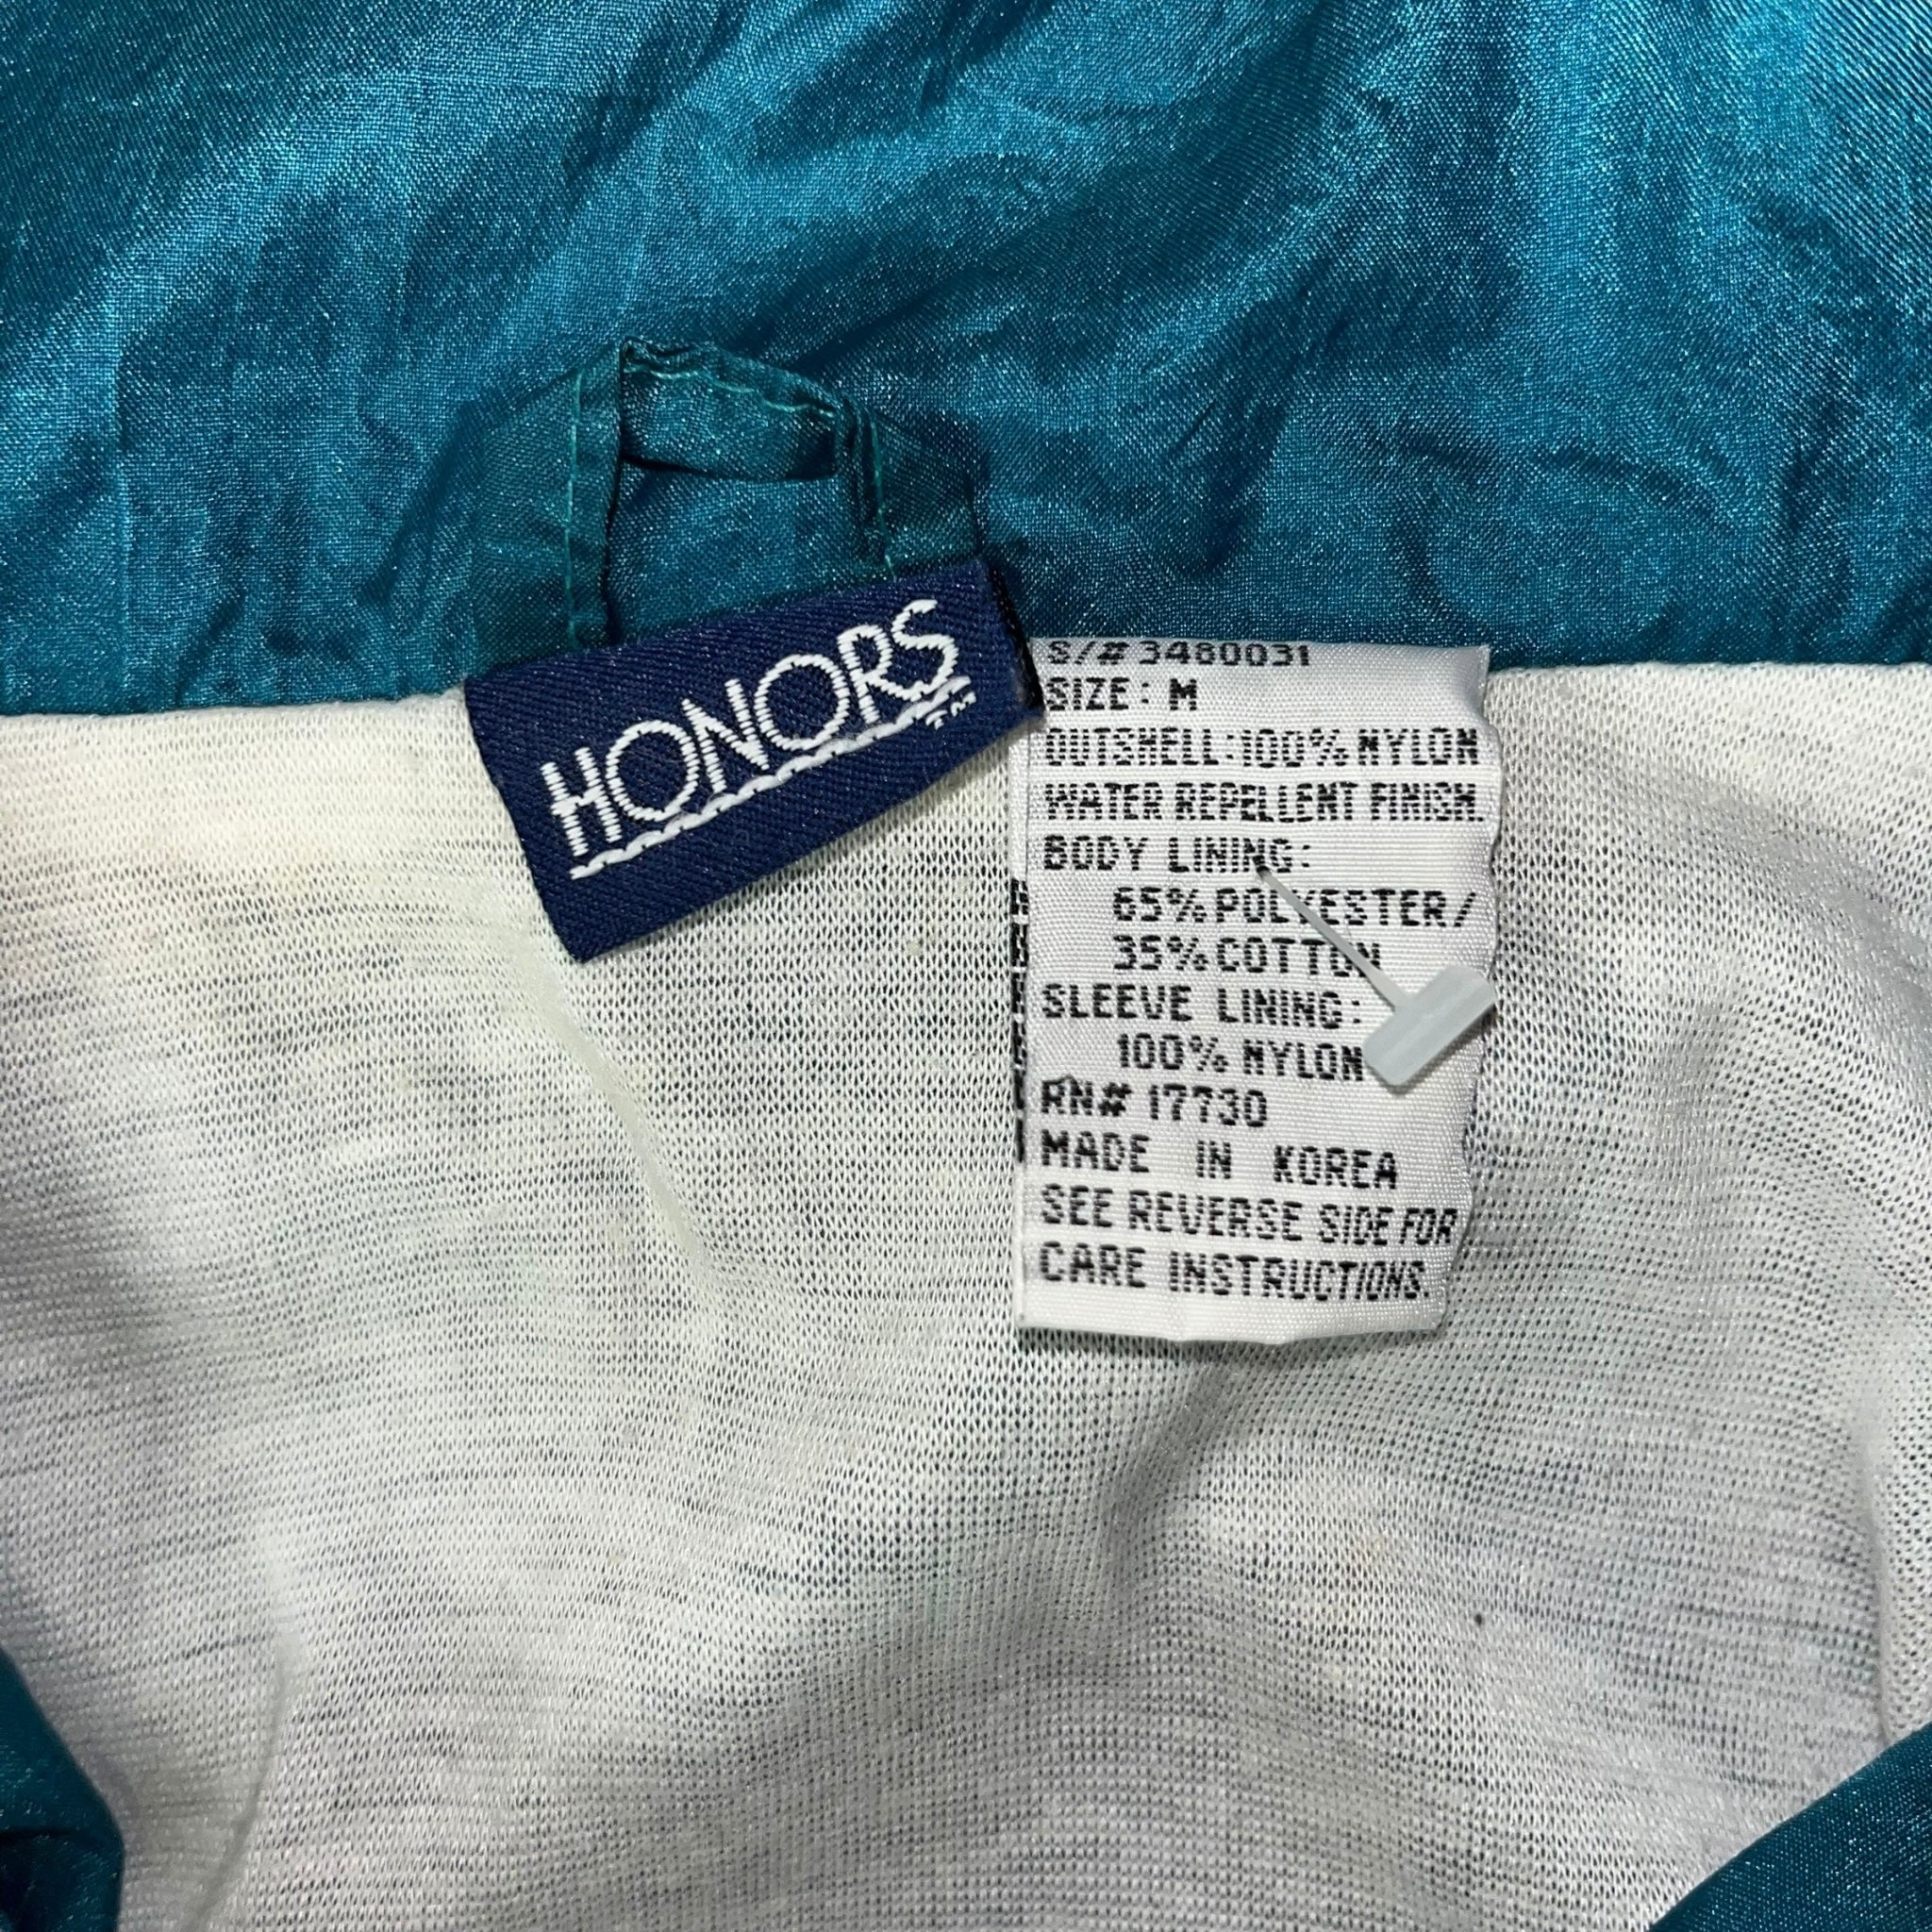 HONORS™
S/# 3480031
SIZE: M
OUTSHELL:100% NYLON
WATER REPELLENT FINISH.
BODY LINING:
65% POLYESTER/
35% COTTON
SLEEVE LINING:
100% NYLON
RN# 17730
MADE IN KOREA
SEE REVERSE SIDE FOR
CARE INSTRUCTIONS.